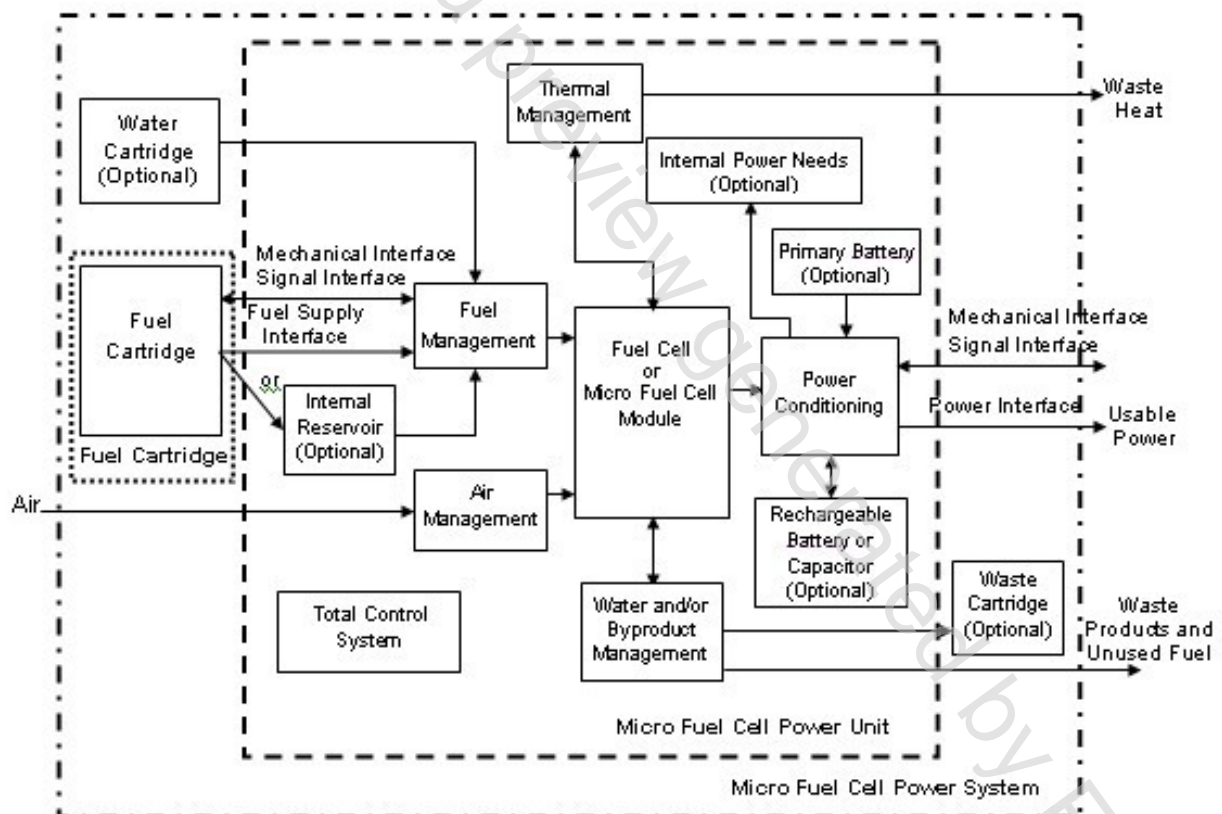 Thermal
Management
Waste
Heat
Water
Cartridge
(Optional)
Internal Power Needs
(Optional)
Primary Battery
(Optional)
Mechanical Interface
Signal Interface
Fuel Supply
Interface
or
Fuel
Cartridge
Fuel Cartridge
Internal
Reservoir
(Optional)
Fuel
Management
Fuel Cell
or
Micro Fuel Cell
Module
Power
Conditioning
Mechanical Interface
Signal Interface
Power Interface
Usable
Power
Air
Air
Management
Rechargeable
Battery or
Capacitor
(Optional)
Total Control
System
Water and/or
Byproduct
Management
Waste
Cartridge
(Optional)
Waste
Products and
Unused Fuel
Micro Fuel Cell Power Unit
Micro Fuel Cell Power System
preview generated by